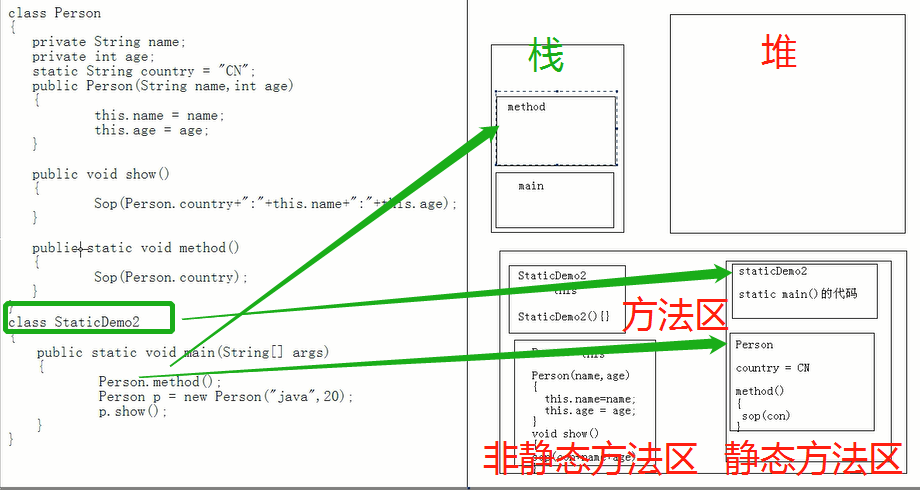 class Person
{
private String name;
private int age;
static String country = "CN";
public Person(String name,int age)
{
this.name = name;
this.age = age;
}
public void show()
{
Sop(Person.country+":"+this.name+":"+this.age);
}
public static void method()
{
Sop(Person.country);
}
}
class StaticDemo2
{
public static void main(String[] args)
{
Person.method();
Person p = new Person("java",20);
p.show();
}
}
栈
method
main
堆
StaticDemo2
this
StaticDemo2(){}
方法区
staticDemo2
static main()的代码
this
Person(name,age)
{
this.name=name;
this.age = age;
}
void show()
{
Person
country = CN
method()
{
sop(con)
}
非静态方法区
静态方法区